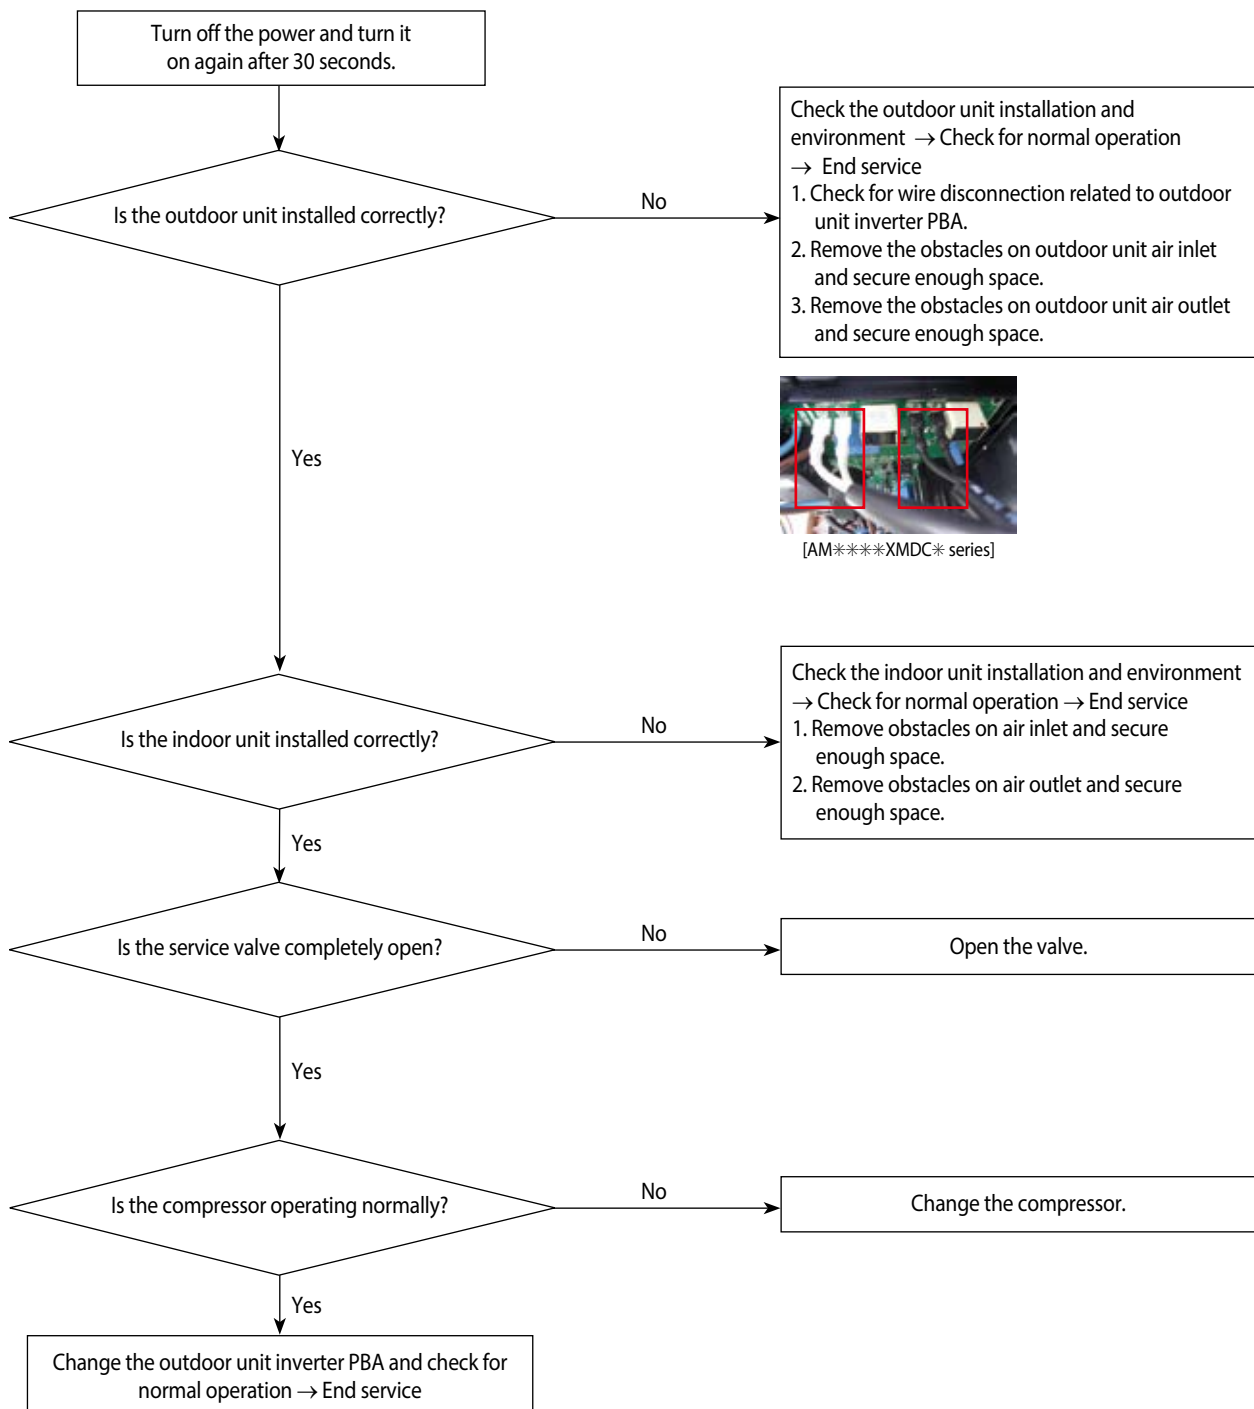 Turn off the power and turn it
on again after 30 seconds.
Is the outdoor unit installed correctly?
No
Check the outdoor unit installation and
environment → Check for normal operation
→ End service
1. Check for wire disconnection related to outdoor
unit inverter PBA.
2. Remove the obstacles on outdoor unit air inlet
and secure enough space.
3. Remove the obstacles on outdoor unit air outlet
and secure enough space.
[AM✳✳✳✳XMDC✳ series]
Yes
Is the indoor unit installed correctly?
No
Check the indoor unit installation and environment
→ Check for normal operation → End service
1. Remove obstacles on air inlet and secure
enough space.
2. Remove obstacles on air outlet and secure
enough space.
Yes
Is the service valve completely open?
No
Open the valve.
Yes
Is the compressor operating normally?
No
Change the compressor.
Yes
Change the outdoor unit inverter PBA and check for
normal operation → End service